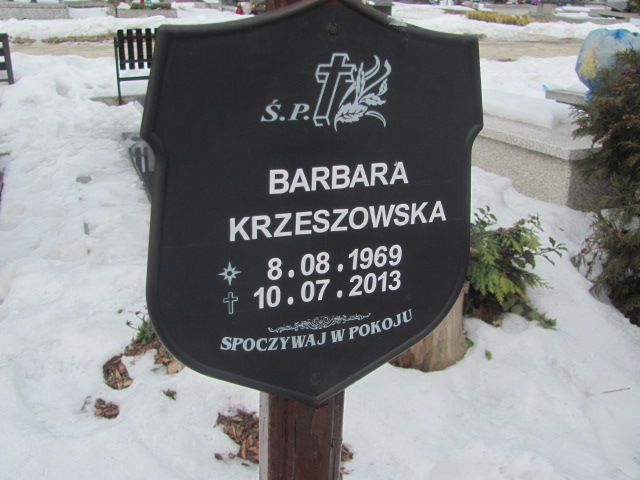 Ś.P.
BARBARA
KRZESZOWSKA
8.08.1969
10.07.2013
SPOCZYWAJ W POKOJU